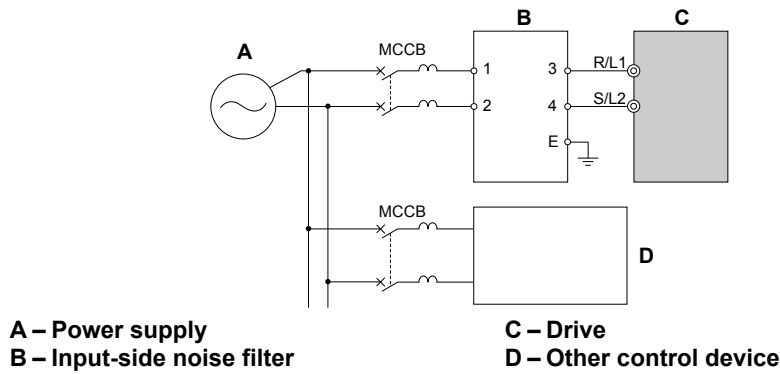 A
B
C
MCCB
1
3
R/L1
2
4
S/L2
E
MCCB
D
A – Power supply
B – Input-side noise filter
C – Drive
D – Other control device